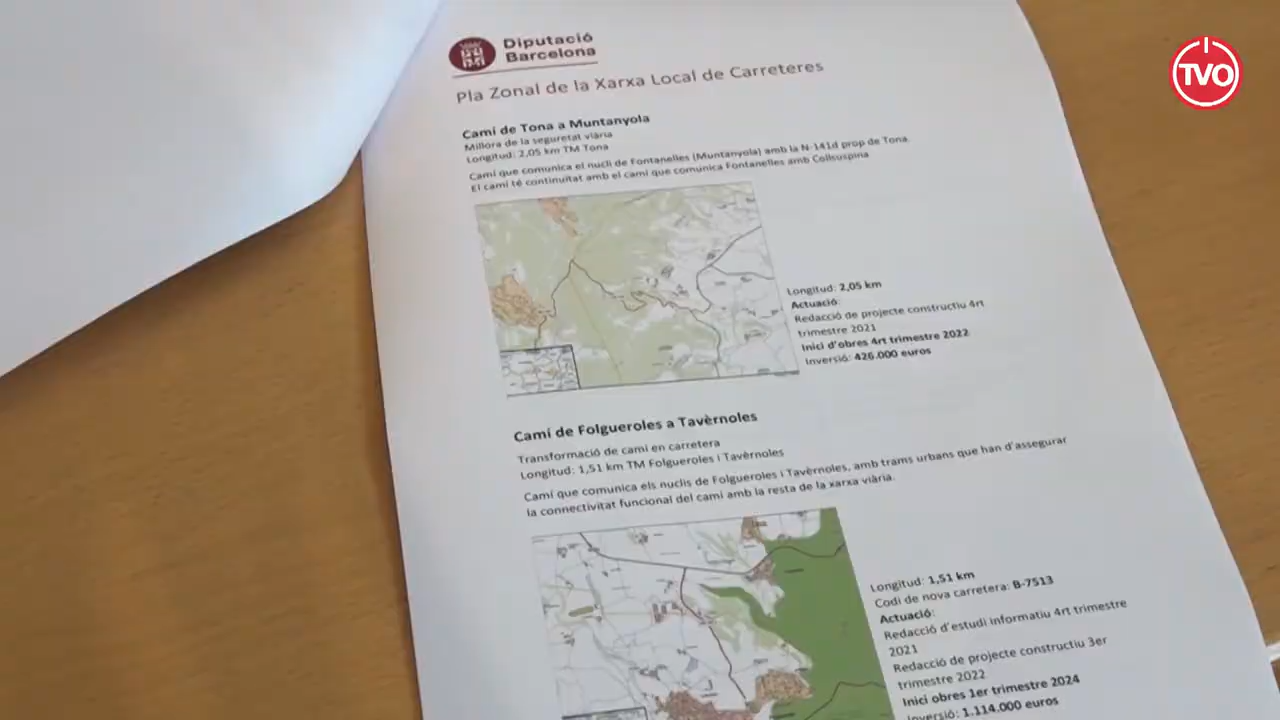 Diputació
Barcelona
TVO
Pla Zonal de la Xarxa Local de Carreteres
Camí de Tona a Muntanyola
Millora de la seguretat viària
Longitud: 2,05 km TM Tona
Camí que comunica el nucli de Fontanelles (Muntanyola) amb la N-141d prop de Tona.
El camí té continuïtat amb el camí que comunica Fontanelles amb Collsuspina
Longitud: 2,05 km
Actuació:
Redacció de projecte constructiu 4rt
trimestre 2021
Inici d'obres 4rt trimestre 2022
Inversió: 426.000 euros
Camí de Folgueroles a Tavèrnoles
Transformació de camí en carretera
Longitud: 1,51 km TM Folgueroles i Tavèrnoles
Camí que comunica els nuclis de Folgueroles i Tavèrnoles, amb trams urbans que han d'assegurar
la connectivitat funcional del camí amb la resta de la xarxa viària.
Longitud: 1,51 km
Codi de nova carretera: B-7513
Actuació:
Redacció d'estudi informatiu 4rt trimestre
2021
Redacció de projecte constructiu 3er
trimestre 2022
Inici obres 1er trimestre 2024
Inversió: 1.114.000 euros